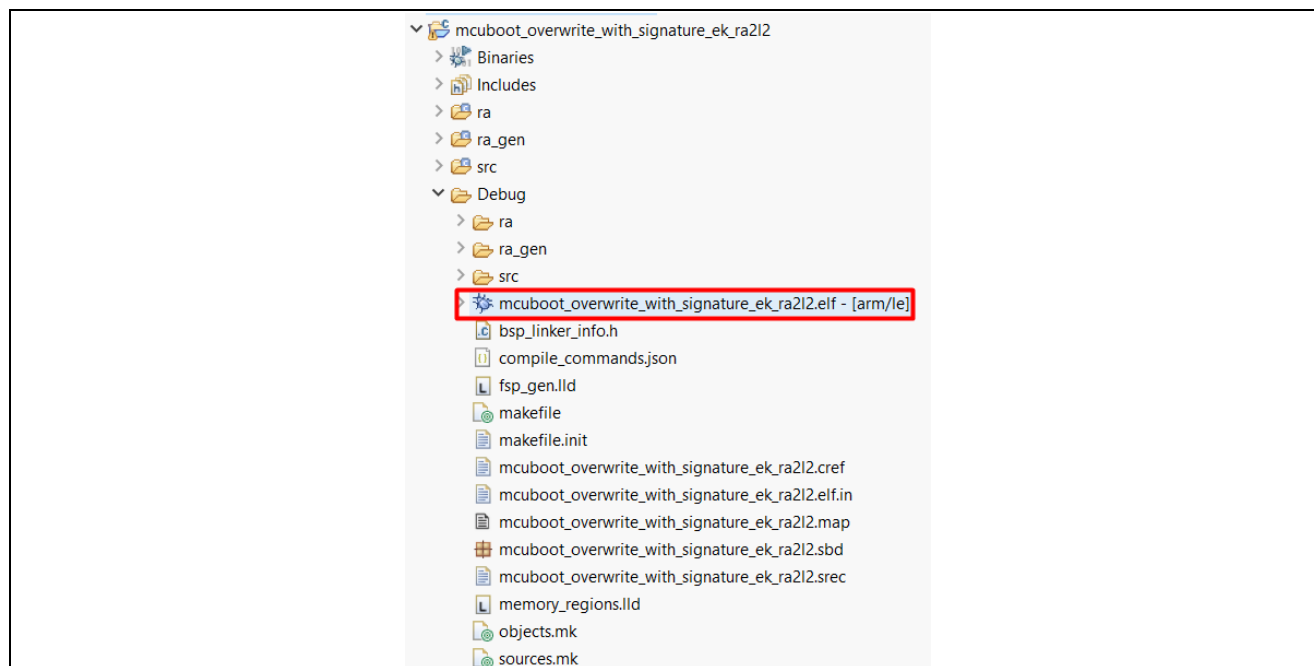 mcuboot_overwrite_with_signature_ek_ra2l2
Binaries
Includes
ra
ra_gen
src
Debug
ra
ra_gen
src
mcuboot_overwrite_with_signature_ek_ra2l2.elf - [arm/le]
bsp_linker_info.h
compile_commands.json
fsp_gen.lld
makefile
makefile.init
mcuboot_overwrite_with_signature_ek_ra2l2.cref
mcuboot_overwrite_with_signature_ek_ra2l2.elf.in
mcuboot_overwrite_with_signature_ek_ra2l2.map
mcuboot_overwrite_with_signature_ek_ra2l2.sbd
mcuboot_overwrite_with_signature_ek_ra2l2.srec
memory_regions.lld
objects.mk
sources.mk